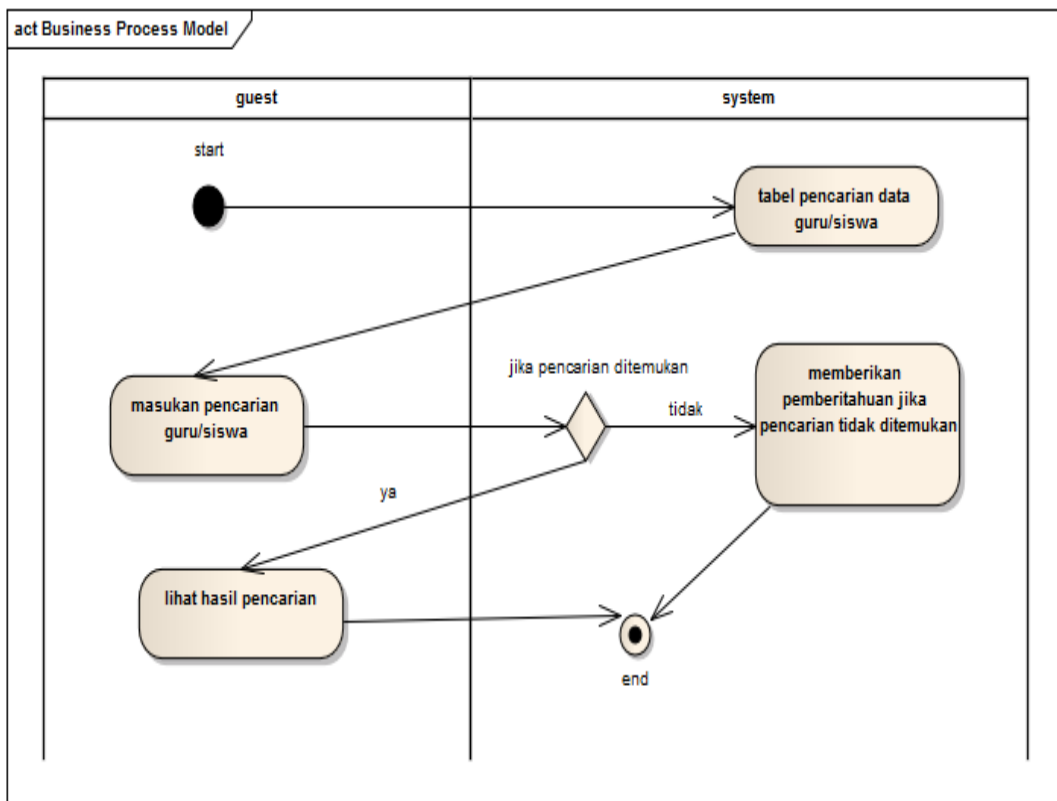 act Business Process Model
guest
system
start
tabel pencarian data
guru/siswa
masukan pencarian
guru/siswa
jika pencarian ditemukan
tidak
memberikan
pemberitahuan jika
pencarian tidak ditemukan
ya
lihat hasil pencarian
end